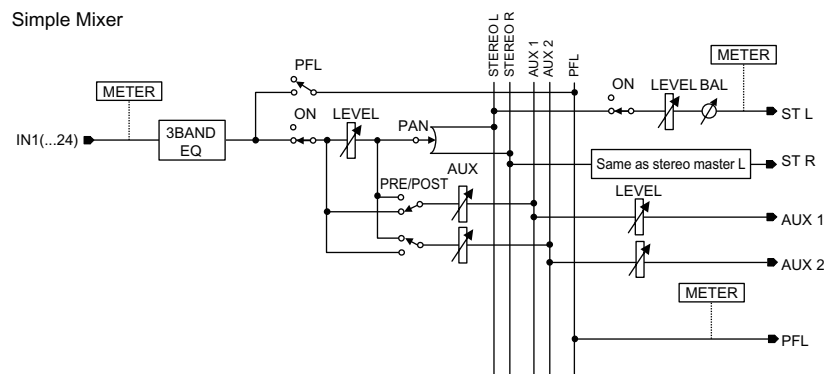 Simple Mixer
STEREO L
STEREO R
AUX 1
AUX 2
PFL
METER
PFL
ON
LEVEL
BAL
METER
ST L
IN1(...24)
3BAND
EQ
ON
LEVEL
PAN
Same as stereo master L
ST R
PRE/POST
AUX
LEVEL
AUX 1
AUX 2
METER
PFL